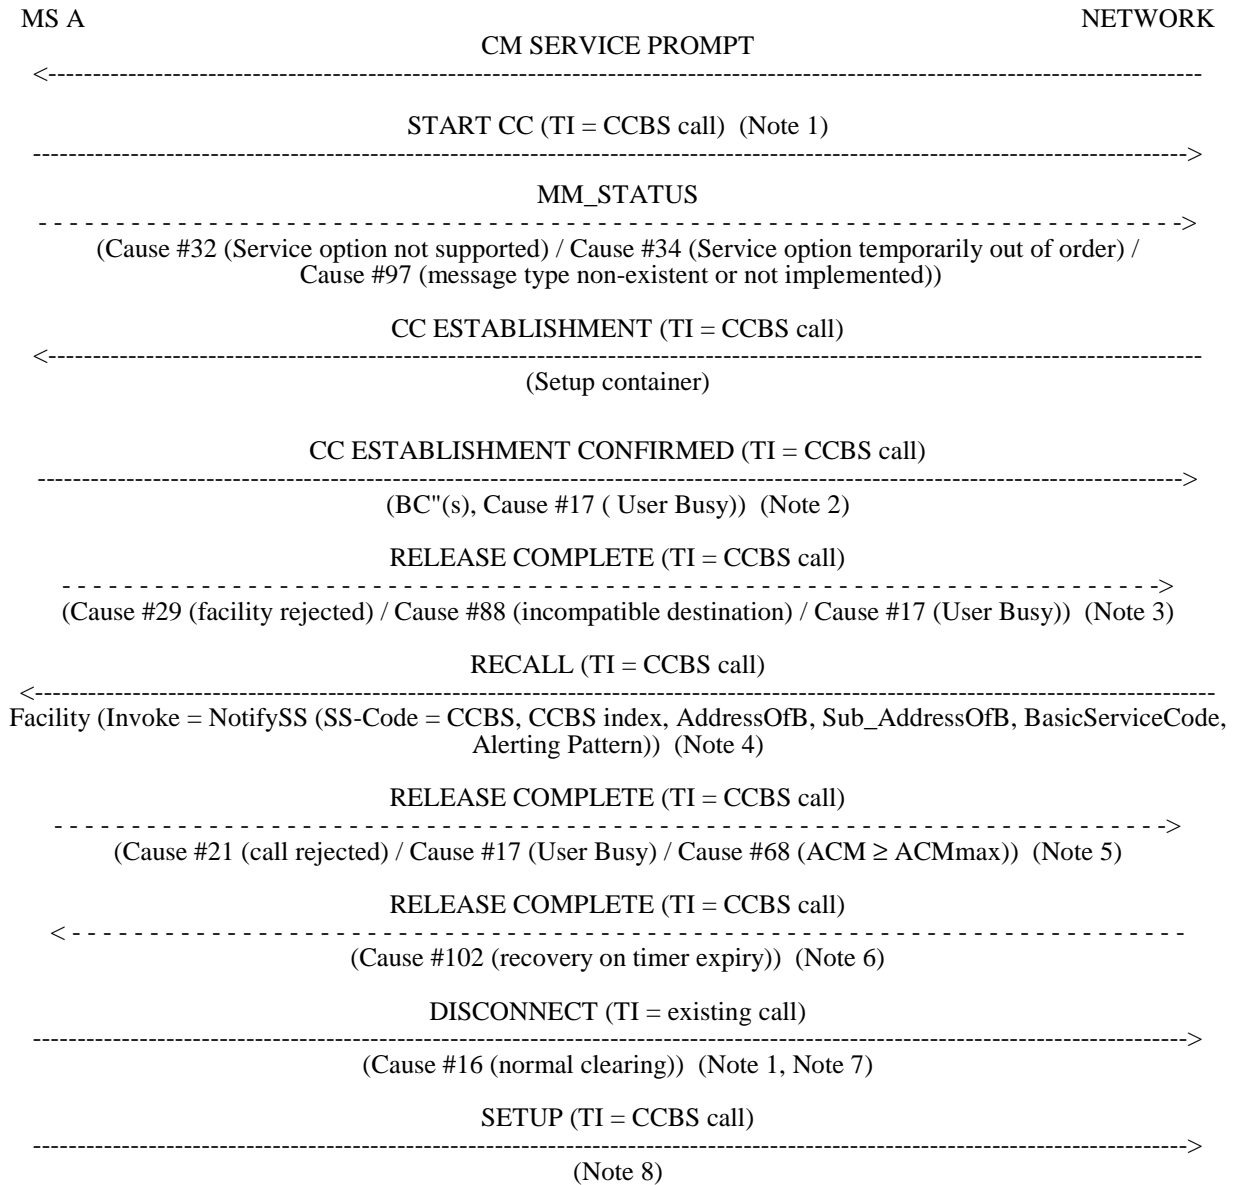 MS A NETWORK
CM SERVICE PROMPT
<------------------------------------------------------------
START CC (TI = CCBS call) (Note 1)
------------------------------------------------------------>
MM_STATUS
- - - - - - - - - - - - - - - - - - - - - - - - - - - - - ->
(Cause #32 (Service option not supported) / Cause #34 (Service option temporarily out of order) /
Cause #97 (message type non-existent or not implemented))
CC ESTABLISHMENT (TI = CCBS call)
<------------------------------------------------------------
(Setup container)
CC ESTABLISHMENT CONFIRMED (TI = CCBS call)
------------------------------------------------------------>
(BC"(s), Cause #17 ( User Busy)) (Note 2)
RELEASE COMPLETE (TI = CCBS call)
- - - - - - - - - - - - - - - - - - - - - - - - - - - - - ->
(Cause #29 (facility rejected) / Cause #88 (incompatible destination) / Cause #17 (User Busy)) (Note 3)
RECALL (TI = CCBS call)
<------------------------------------------------------------
Facility (Invoke = NotifySS (SS-Code = CCBS, CCBS index, AddressOfB, Sub_AddressOfB, BasicServiceCode,
Alerting Pattern)) (Note 4)
RELEASE COMPLETE (TI = CCBS call)
- - - - - - - - - - - - - - - - - - - - - - - - - - - - - ->
(Cause #21 (call rejected) / Cause #17 (User Busy) / Cause #68 (ACM ≥ ACMmax)) (Note 5)
RELEASE COMPLETE (TI = CCBS call)
< - - - - - - - - - - - - - - - - - - - - - - - - - - - - - -
(Cause #102 (recovery on timer expiry)) (Note 6)
DISCONNECT (TI = existing call)
------------------------------------------------------------>
(Cause #16 (normal clearing)) (Note 1, Note 7)
SETUP (TI = CCBS call)
------------------------------------------------------------>
(Note 8)